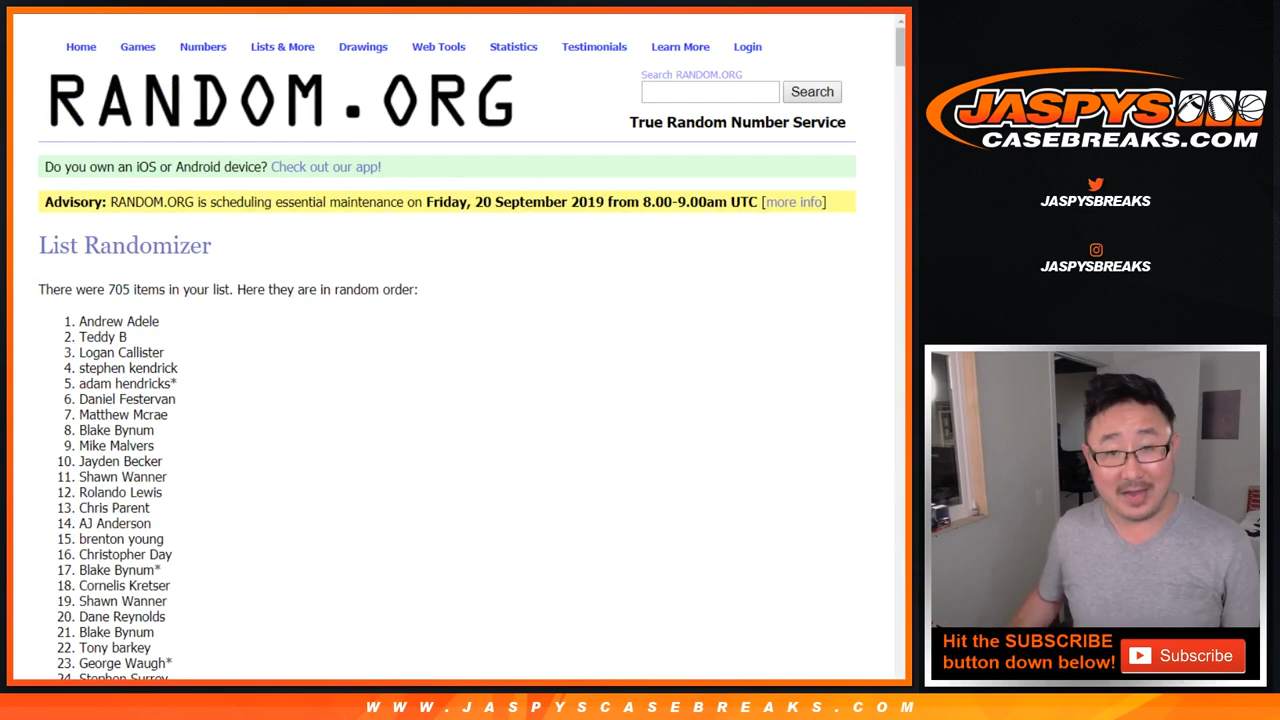 Home Games Numbers Lists & More Drawings Web Tools Statistics Testimonials Learn More Login
RANDOM.ORG
Search RANDOM.ORG
Search
True Random Number Service
Do you own an iOS or Android device? Check out our app!
Advisory: RANDOM.ORG is scheduling essential maintenance on Friday, 20 September 2019 from 8.00-9.00am UTC [more info]
List Randomizer
There were 705 items in your list. Here they are in random order:
1. Andrew Adele
2. Teddy B
3. Logan Callister
4. stephen kendrick
5. adam hendricks*
6. Daniel Festervan
7. Matthew Mcrae
8. Blake Bynum
9. Mike Malvers
10. Jayden Becker
11. Shawn Wanner
12. Rolando Lewis
13. Chris Parent
14. AJ Anderson
15. brenton young
16. Christopher Day
17. Blake Bynum*
18. Cornelis Kretser
19. Shawn Wanner
20. Dane Reynolds
21. Blake Bynum
22. Tony barkey
23. George Waugh*
24. Stephen Surrey
JASPYS
CASEBREAKS.COM
JASPYSBREAKS
JASPYSBREAKS
Hit the SUBSCRIBE
button down below!
Subscribe
WWW.JASPYSCASEBREAKS.COM